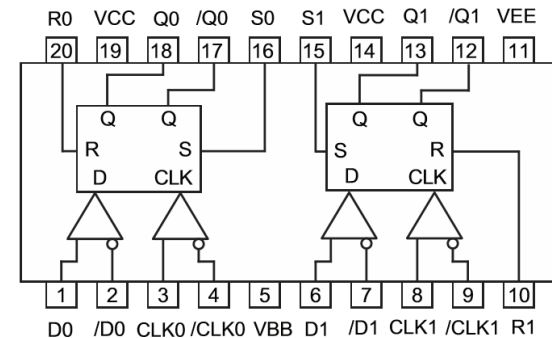 R0 VCC Q0 /Q0 S0 S1 VCC Q1 /Q1 VEE
20 19 18 17 16 15 14 13 12 11
Q Q Q Q
R S S R
D CLK D CLK
1 2 3 4 5 6 7 8 9 10
D0 /D0 CLK0 /CLK0 VBB D1 /D1 CLK1 /CLK1 R1